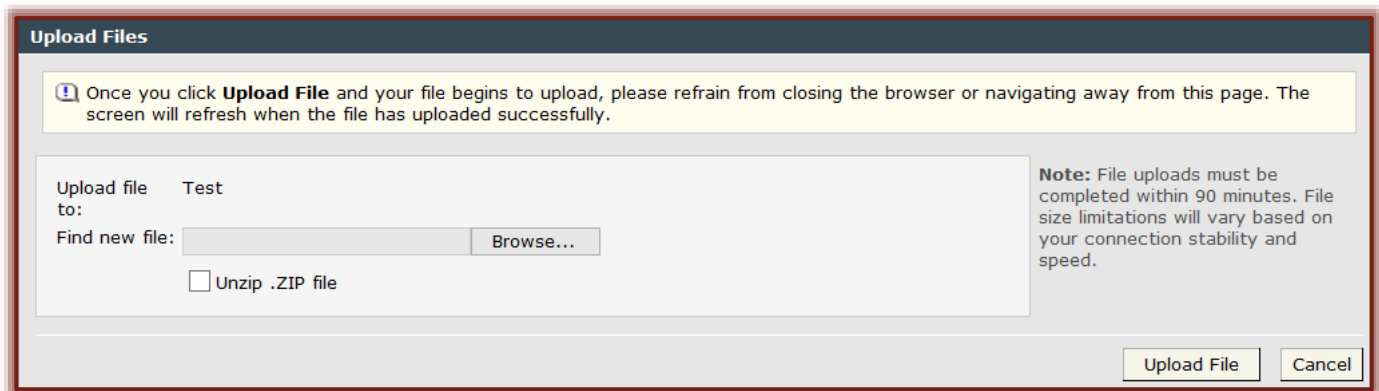 Upload Files
Once you click Upload File and your file begins to upload, please refrain from closing the browser or navigating away from this page. The
screen will refresh when the file has uploaded successfully.
Upload file
to:
Test
Find new file:
Browse...
Unzip .ZIP file
Note: File uploads must be
completed within 90 minutes. File
size limitations will vary based on
your connection stability and
speed.
Upload File
Cancel